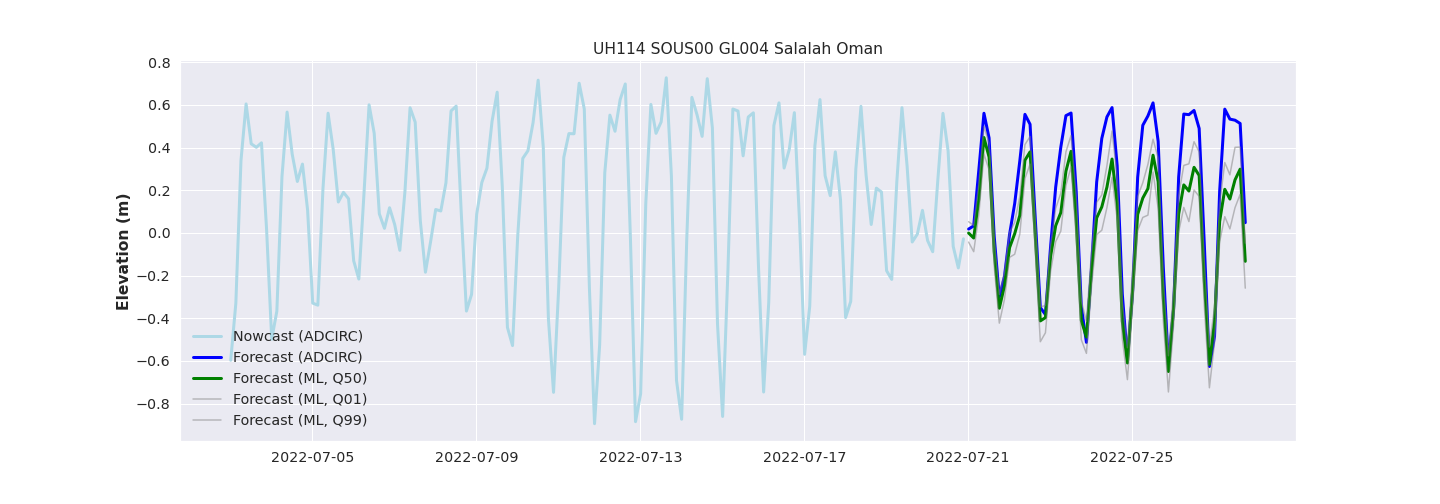 UH114 SOUS00 GL004 Salalah Oman
Elevation (m)
0.8
0.6
0.4
0.2
0.0
−0.2
−0.4
−0.6
−0.8
Nowcast (ADCIRC)
Forecast (ADCIRC)
Forecast (ML, Q50)
Forecast (ML, Q01)
Forecast (ML, Q99)
2022-07-05 2022-07-09 2022-07-13 2022-07-17 2022-07-21 2022-07-25